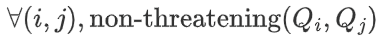 ∀(i, j), non-threatening(Q_i, Q_j)